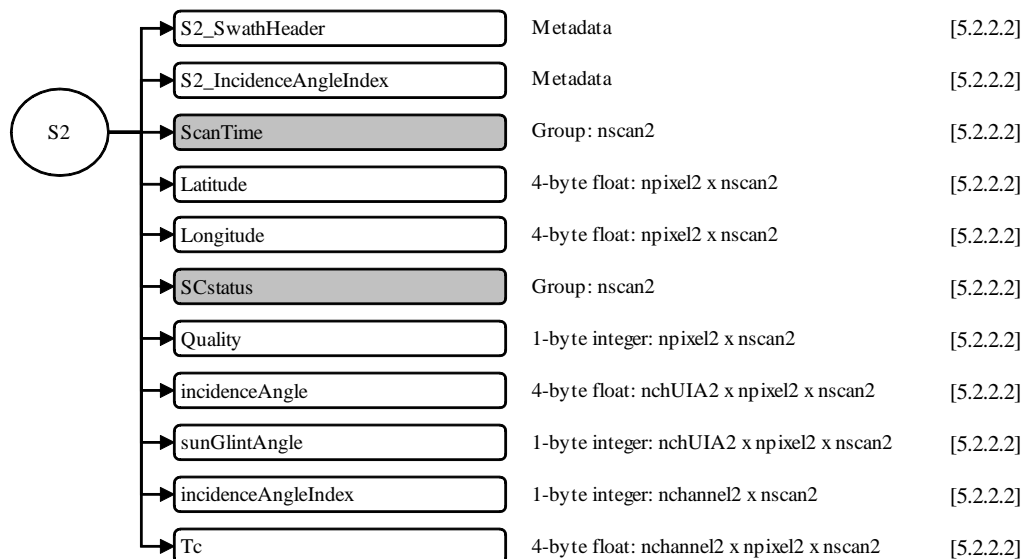 S2_SwathHeader Metadata [5.2.2.2]
S2_IncidenceAngleIndex Metadata [5.2.2.2]
S2 ScanTime Group: nscan2 [5.2.2.2]
Latitude 4-byte float: npixel2 x nscan2 [5.2.2.2]
Longitude 4-byte float: npixel2 x nscan2 [5.2.2.2]
SCstatus Group: nscan2 [5.2.2.2]
Quality 1-byte integer: npixel2 x nscan2 [5.2.2.2]
incidenceAngle 4-byte float: nchUIA2 x npixel2 x nscan2 [5.2.2.2]
sunGlintAngle 1-byte integer: nchUIA2 x npixel2 x nscan2 [5.2.2.2]
incidenceAngleIndex 1-byte integer: nchannel2 x nscan2 [5.2.2.2]
Tc 4-byte float: nchannel2 x npixel2 x nscan2 [5.2.2.2]